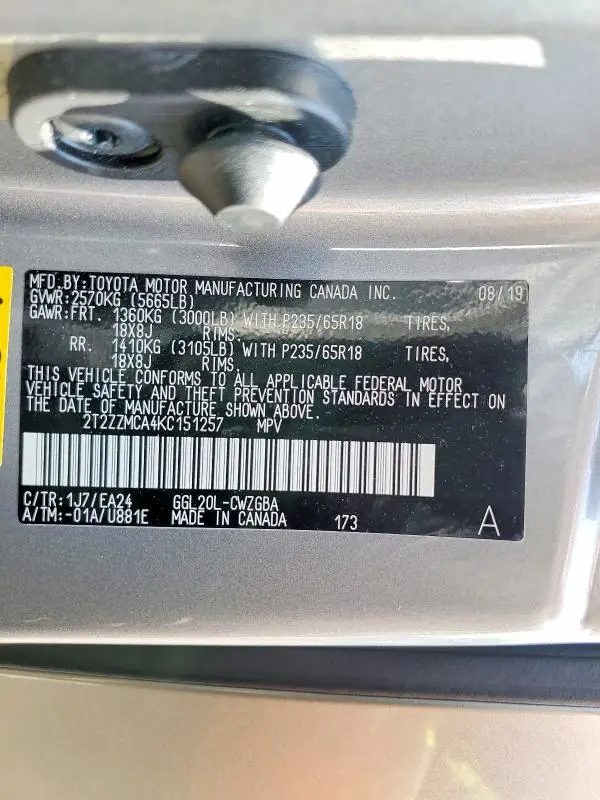 MFD.BY:TOYOTA MOTOR MANUFACTURING CANADA INC. 08/19
GVWR:2570KG (5665LB)
GAWR:FRT. 1360KG (3000LB) WITH P235/65R18 TIRES,
18X8J RIMS.
RR. 1410KG (3105LB) WITH P235/65R18 TIRES,
18X8J RIMS.
THIS VEHICLE CONFORMS TO ALL APPLICABLE FEDERAL MOTOR
VEHICLE SAFETY AND THEFT PREVENTION STANDARDS IN EFFECT ON
THE DATE OF MANUFACTURE SHOWN ABOVE.
2T2ZZMCA4KC151257 MPV
C/TR:1J7/EA24 GGL20L-CWZGBA
A/TM:-01A/U881E MADE IN CANADA 173 A